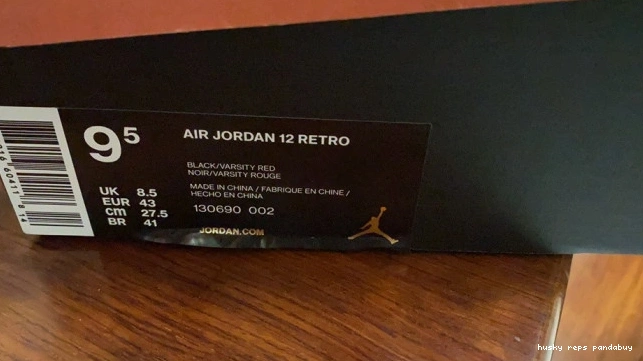 9⁵
AIR JORDAN 12 RETRO
BLACK/VARSITY RED
NOIR/VARSITY ROUGE
MADE IN CHINA / FABRIQUE EN CHINE /
HECHO EN CHINA
130690 002
UK 8.5
EUR 43
cm 27.5
BR 41
JORDAN.COM
husky reps pandabuy